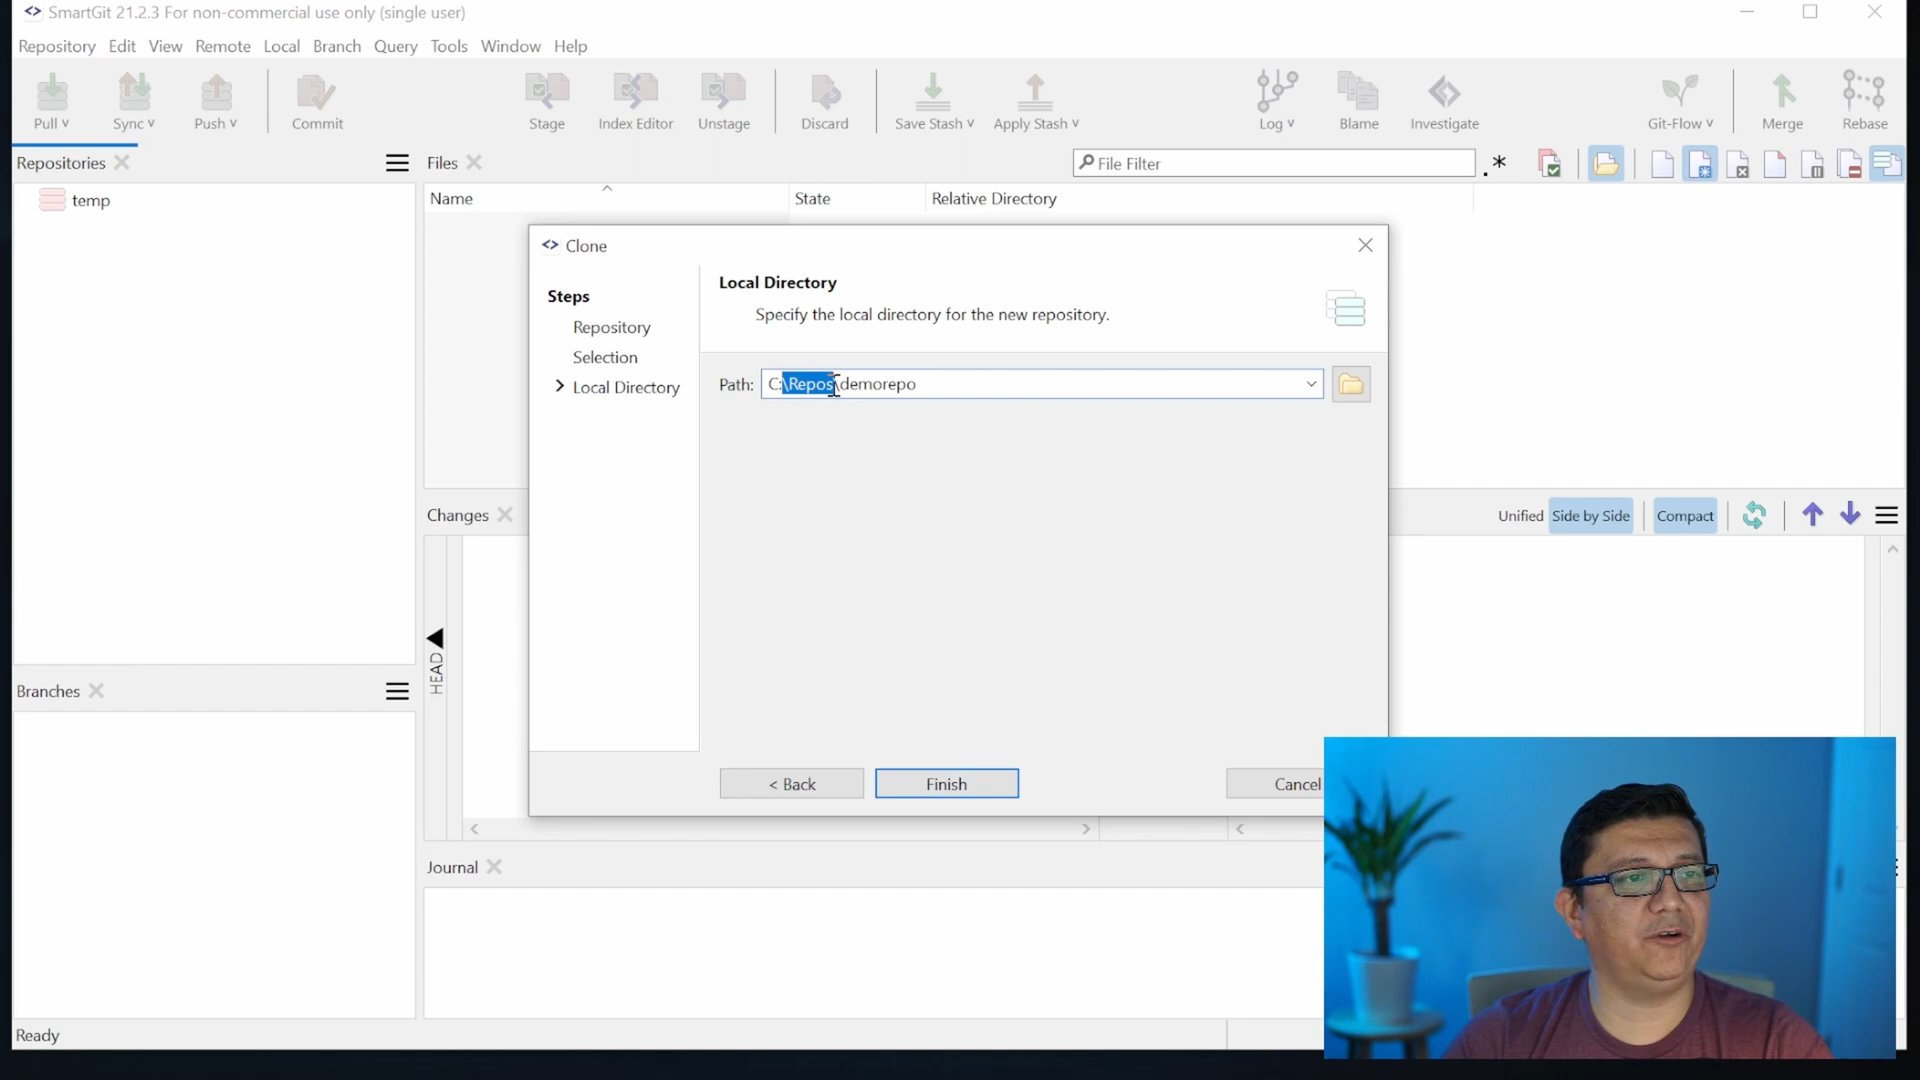 SmartGit 21.2.3 For non-commercial use only (single user)
Repository Edit View Remote Local Branch Query Tools Window Help
Pull Sync Push Commit Stage Index Editor Unstage Discard Save Stash Apply Stash Log Blame Investigate Git-Flow Merge Rebase
Repositories
Files
File Filter
.*
temp
Name State Relative Directory
Clone
Steps
Repository
Selection
Local Directory
Local Directory
Specify the local directory for the new repository.
Path: C:\Repos\demorepo
< Back Finish Cancel
Changes
Unified Side by Side Compact
HEAD
Branches
Journal
Ready